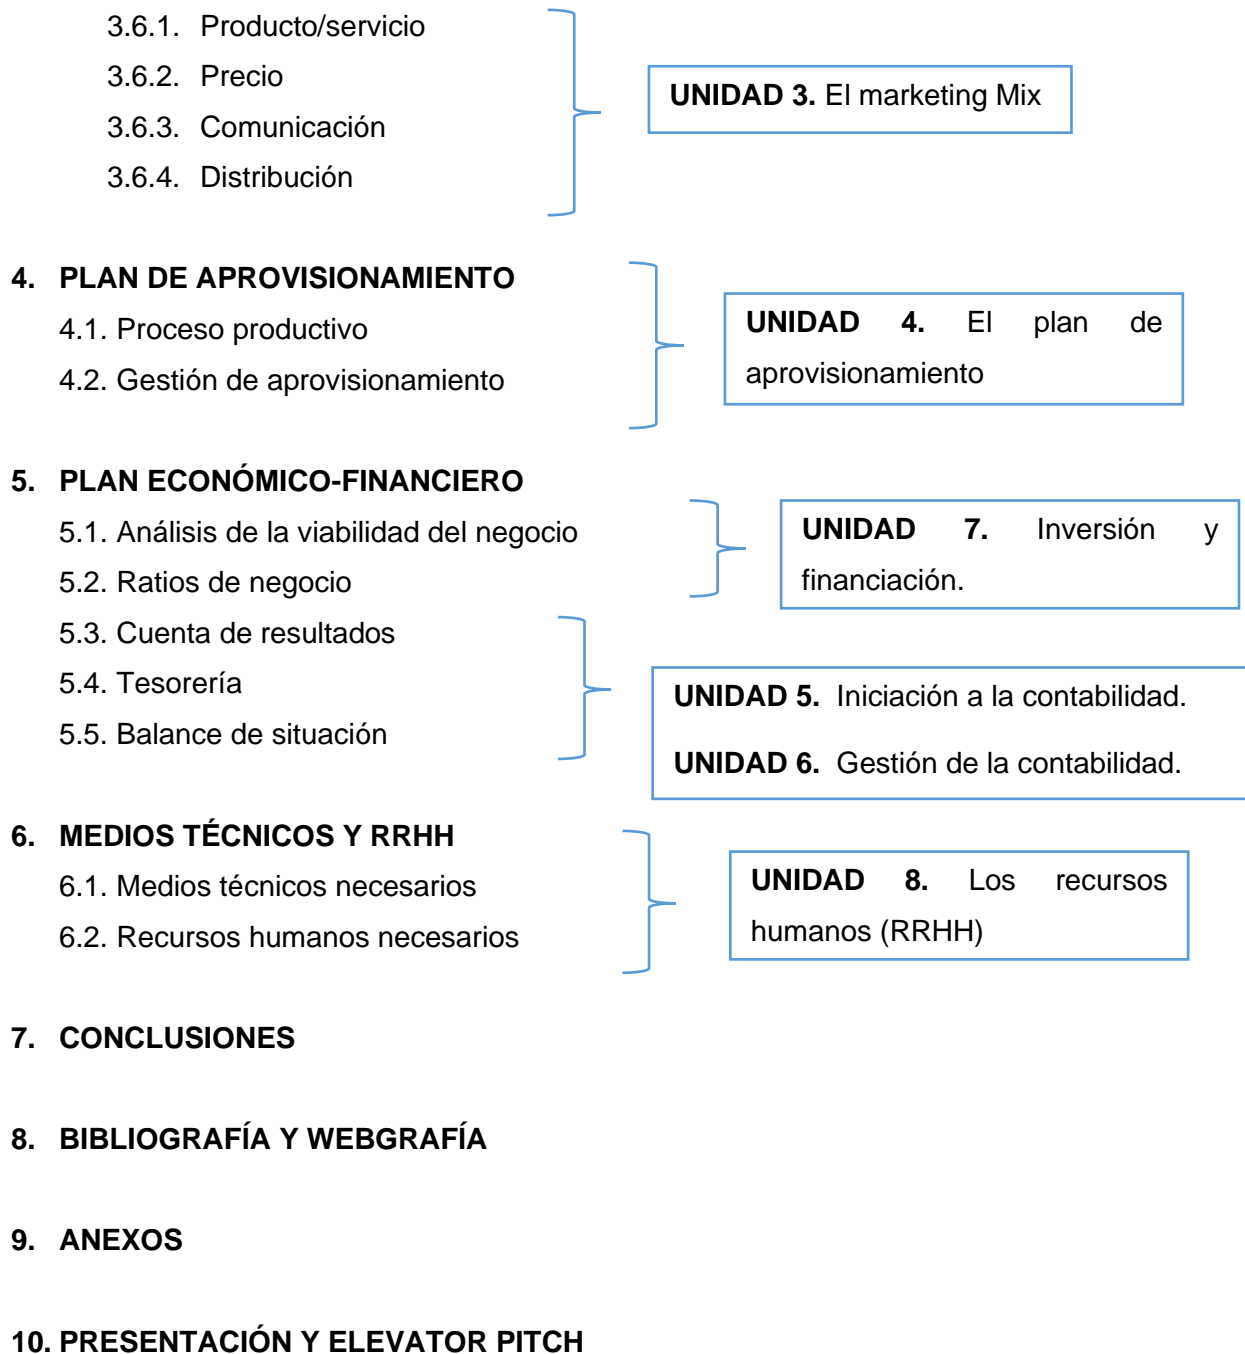 3.6.1. Producto/servicio
3.6.2. Precio
3.6.3. Comunicación
3.6.4. Distribución
UNIDAD 3. El marketing Mix
4. PLAN DE APROVISIONAMIENTO
4.1. Proceso productivo
4.2. Gestión de aprovisionamiento
UNIDAD 4. El plan de
aprovisionamiento
5. PLAN ECONÓMICO-FINANCIERO
5.1. Análisis de la viabilidad del negocio
5.2. Ratios de negocio
UNIDAD 7. Inversión y
financiación.
5.3. Cuenta de resultados
5.4. Tesorería
5.5. Balance de situación
UNIDAD 5. Iniciación a la contabilidad.
UNIDAD 6. Gestión de la contabilidad.
6. MEDIOS TÉCNICOS Y RRHH
6.1. Medios técnicos necesarios
6.2. Recursos humanos necesarios
UNIDAD 8. Los recursos
humanos (RRHH)
7. CONCLUSIONES
8. BIBLIOGRAFÍA Y WEBGRAFÍA
9. ANEXOS
10. PRESENTACIÓN Y ELEVATOR PITCH